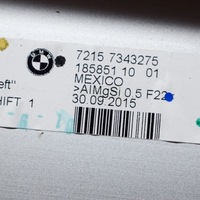 7215 7343275
185851 10 01
MEXICO
>AlMgSi 0,5 F22
30.09.2015
eft"
HIFT 1